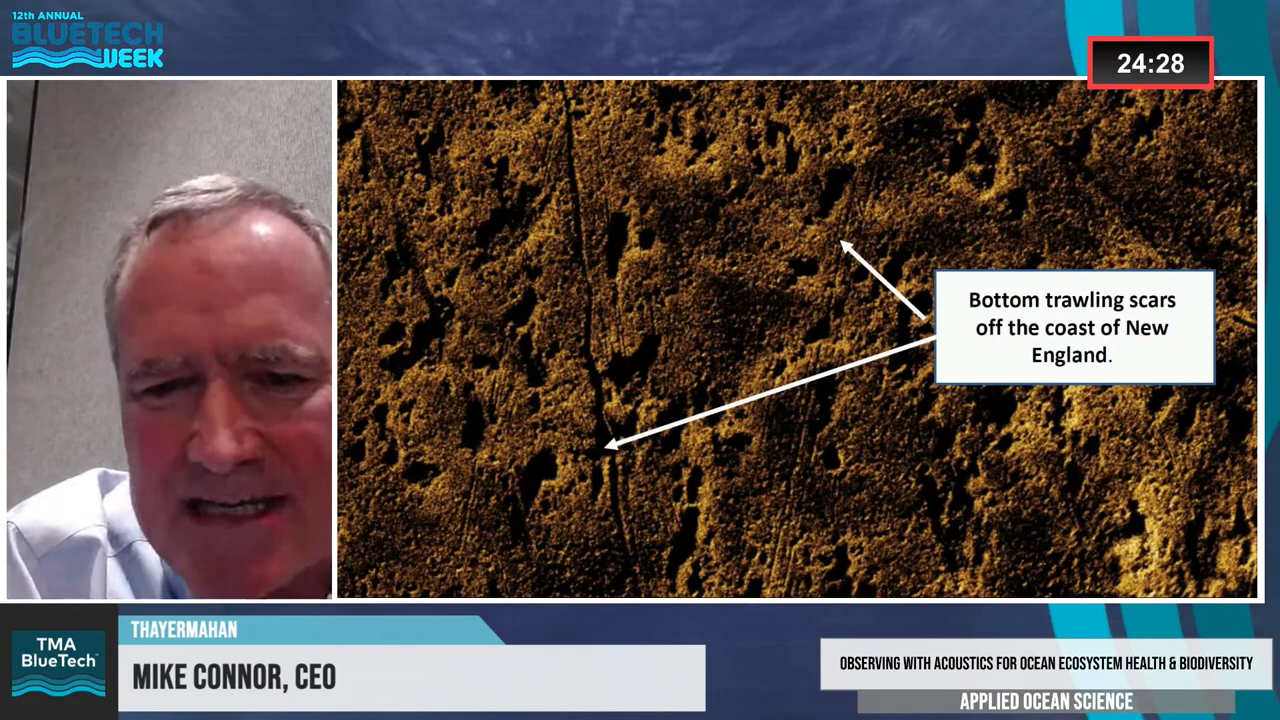 12th ANNUAL
BLUETECH
WEEK
24:28
Bottom trawling scars
off the coast of New
England.
THAYERMAHAN
TMA
BlueTech™
MIKE CONNOR, CEO
OBSERVING WITH ACOUSTICS FOR OCEAN ECOSYSTEM HEALTH & BIODIVERSITY
APPLIED OCEAN SCIENCE